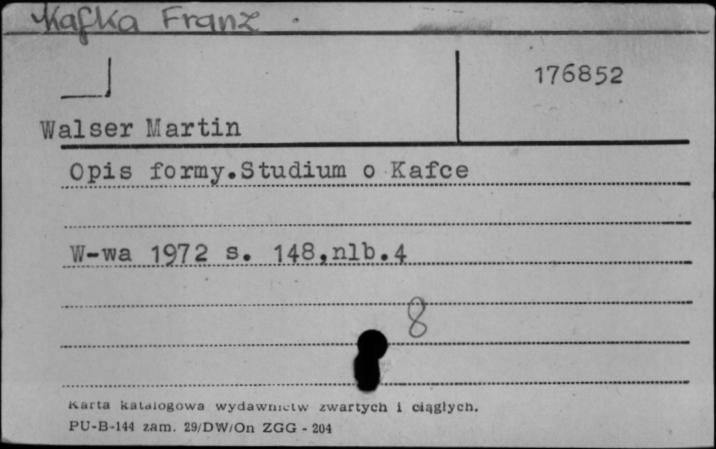 Kafka Franz
176852
Walser Martin
Opis formy.Studium o Kafce
W-wa 1972 s. 148,nlb.4
8
Karta katalogowa wydawnictw zwartych i ciągłych.
PU-B-144 zam. 29/DW/On ZGG - 204